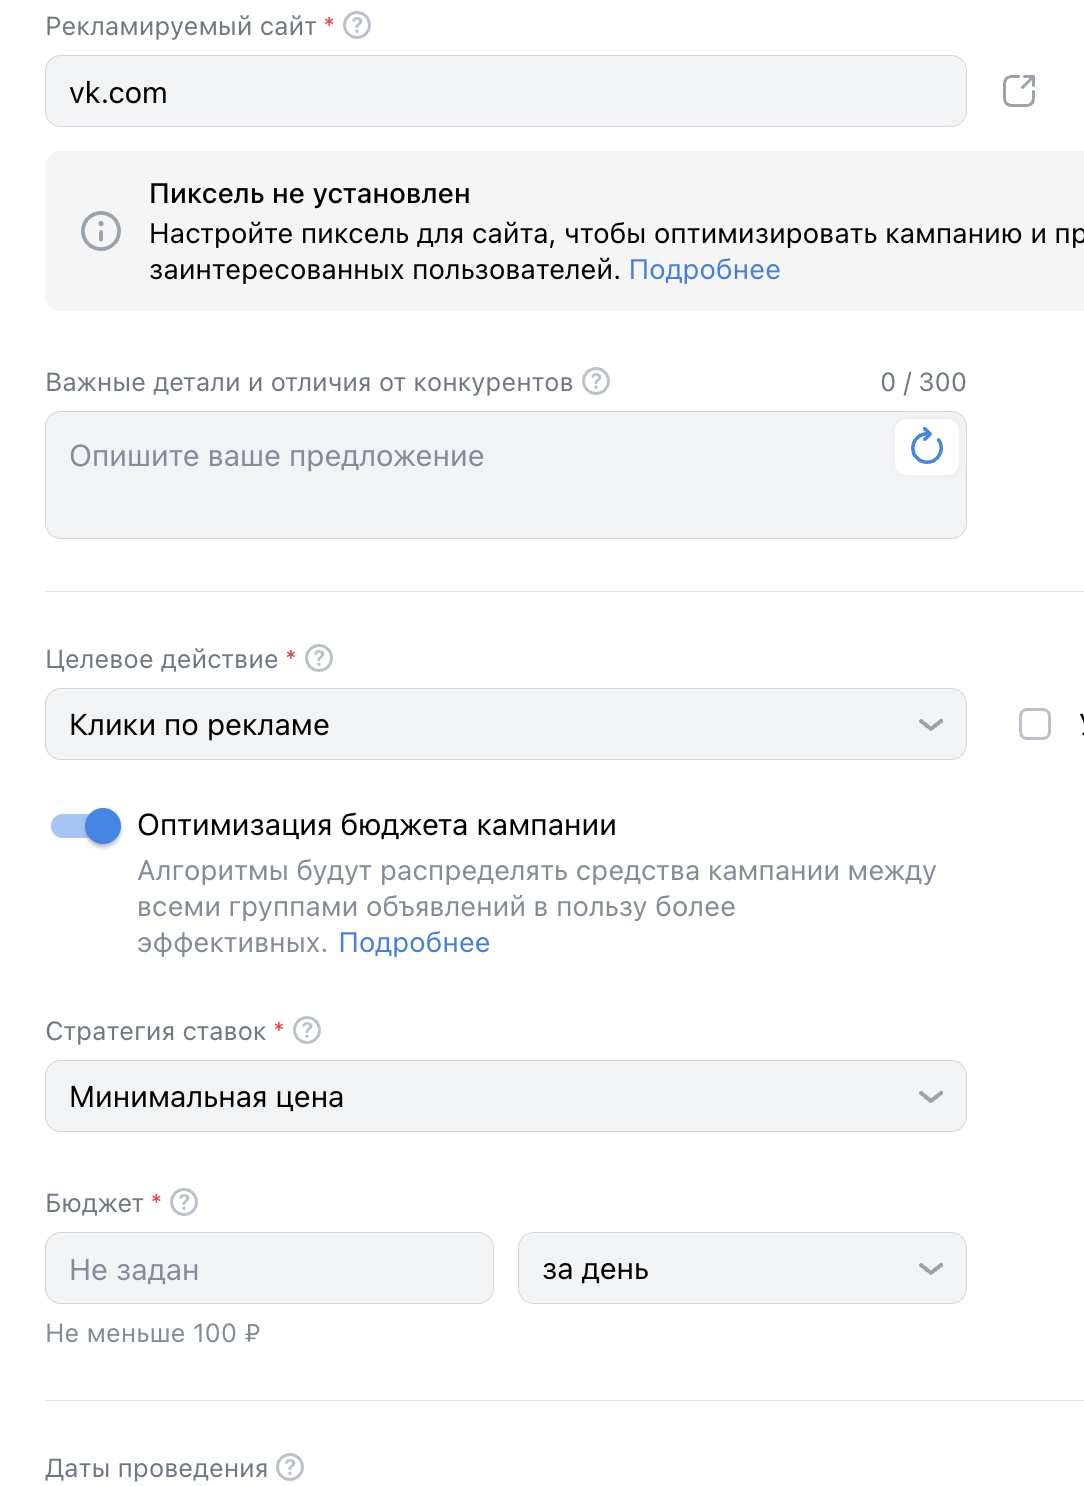 Рекламируемый сайт *
vk.com
Пиксель не установлен
Настройте пиксель для сайта, чтобы оптимизировать кампанию и
заинтересованных пользователей. Подробнее
Важные детали и отличия от конкурентов 0 / 300
Опишите ваше предложение
Целевое действие *
Клики по рекламе
Оптимизация бюджета кампании
Алгоритмы будут распределять средства кампании между
всеми группами объявлений в пользу более
эффективных. Подробнее
Стратегия ставок *
Минимальная цена
Бюджет *
Не задан за день
Не меньше 100 ₽
Даты проведения